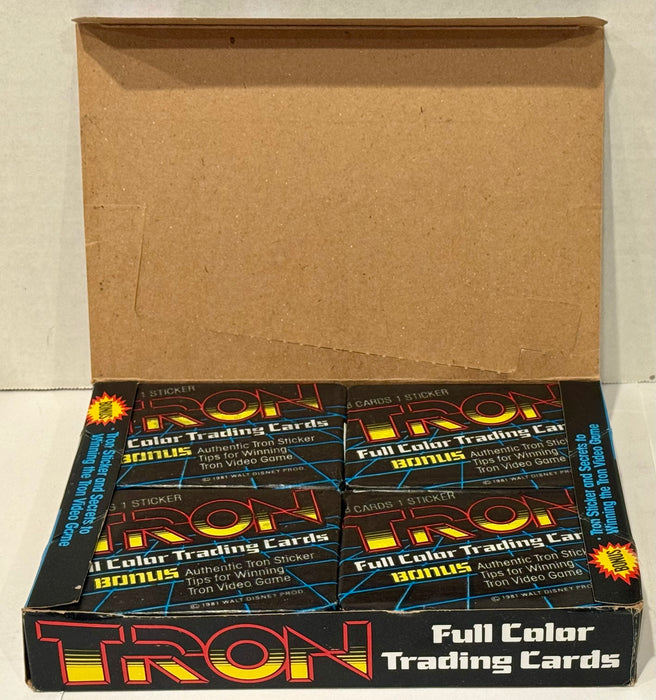 1 STICKER
TRON
Color Trading Cards
BONUS Authentic Tron Sticker
Tips for Winning
Tron Video Game
© 1981 WALT DISNEY PROD.
CARDS 1 STICKER
TRON
Full Color Trading Car
BONUS Authentic Tron Stick
Tips for Winning
Tron Video Game
© 1981 WALT DISNEY PROD.
1 STICKER
TRON
Color Trading Cards
BONUS Authentic Tron Sticker
Tips for Winning
Tron Video Game
© 1981 WALT DISNEY PROD.
CARDS 1 STICKER
TRON
Full Color Trading Car
BONUS Authentic Tron Stick
Tips for Winning
Tron Video Game
© 1981 WALT DISNEY PROD.
BONUS
Tron Sticker and Secrets to
Winning the Tron Video Game
Tron Sticker and Secrets to
Winning the Tron Video Game
BONUS
TRON
Full Color
Trading Cards